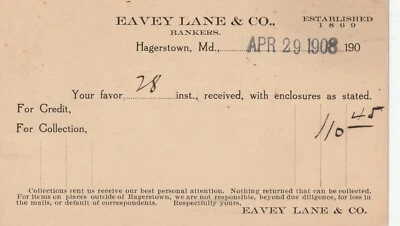 EAVEY LANE & CO., ESTABLISHED
BANKERS. 1869
Hagerstown, Md., APR 29 1908 190
Your favor 28 inst., received, with enclosures as stated.
For Credit,
For Collection, 110 45
Collections sent us receive our best personal attention. Nothing returned that can be collected.
For items on places outside of Hagerstown, we are not responsible, beyond due diligence, for loss in
the mails, or default of correspondents. Respectfully yours,
EAVEY LANE & CO.